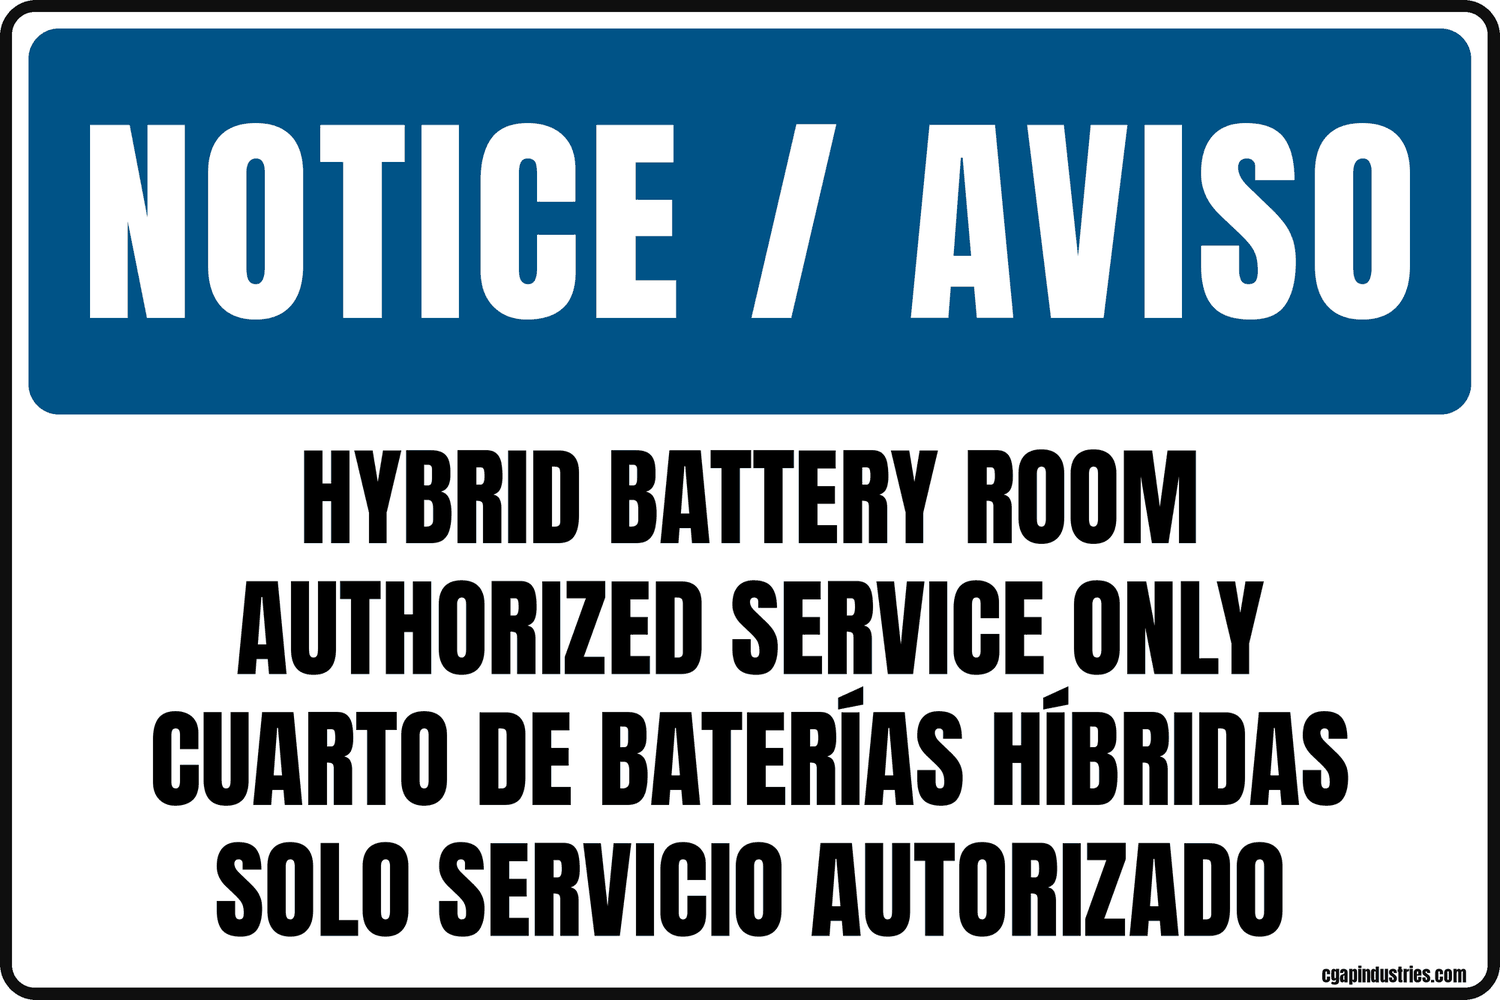 NOTICE / AVISO
HYBRID BATTERY ROOM
AUTHORIZED SERVICE ONLY
CUARTO DE BATERÍAS HÍBRIDAS
SOLO SERVICIO AUTORIZADO
cgapindustries.com